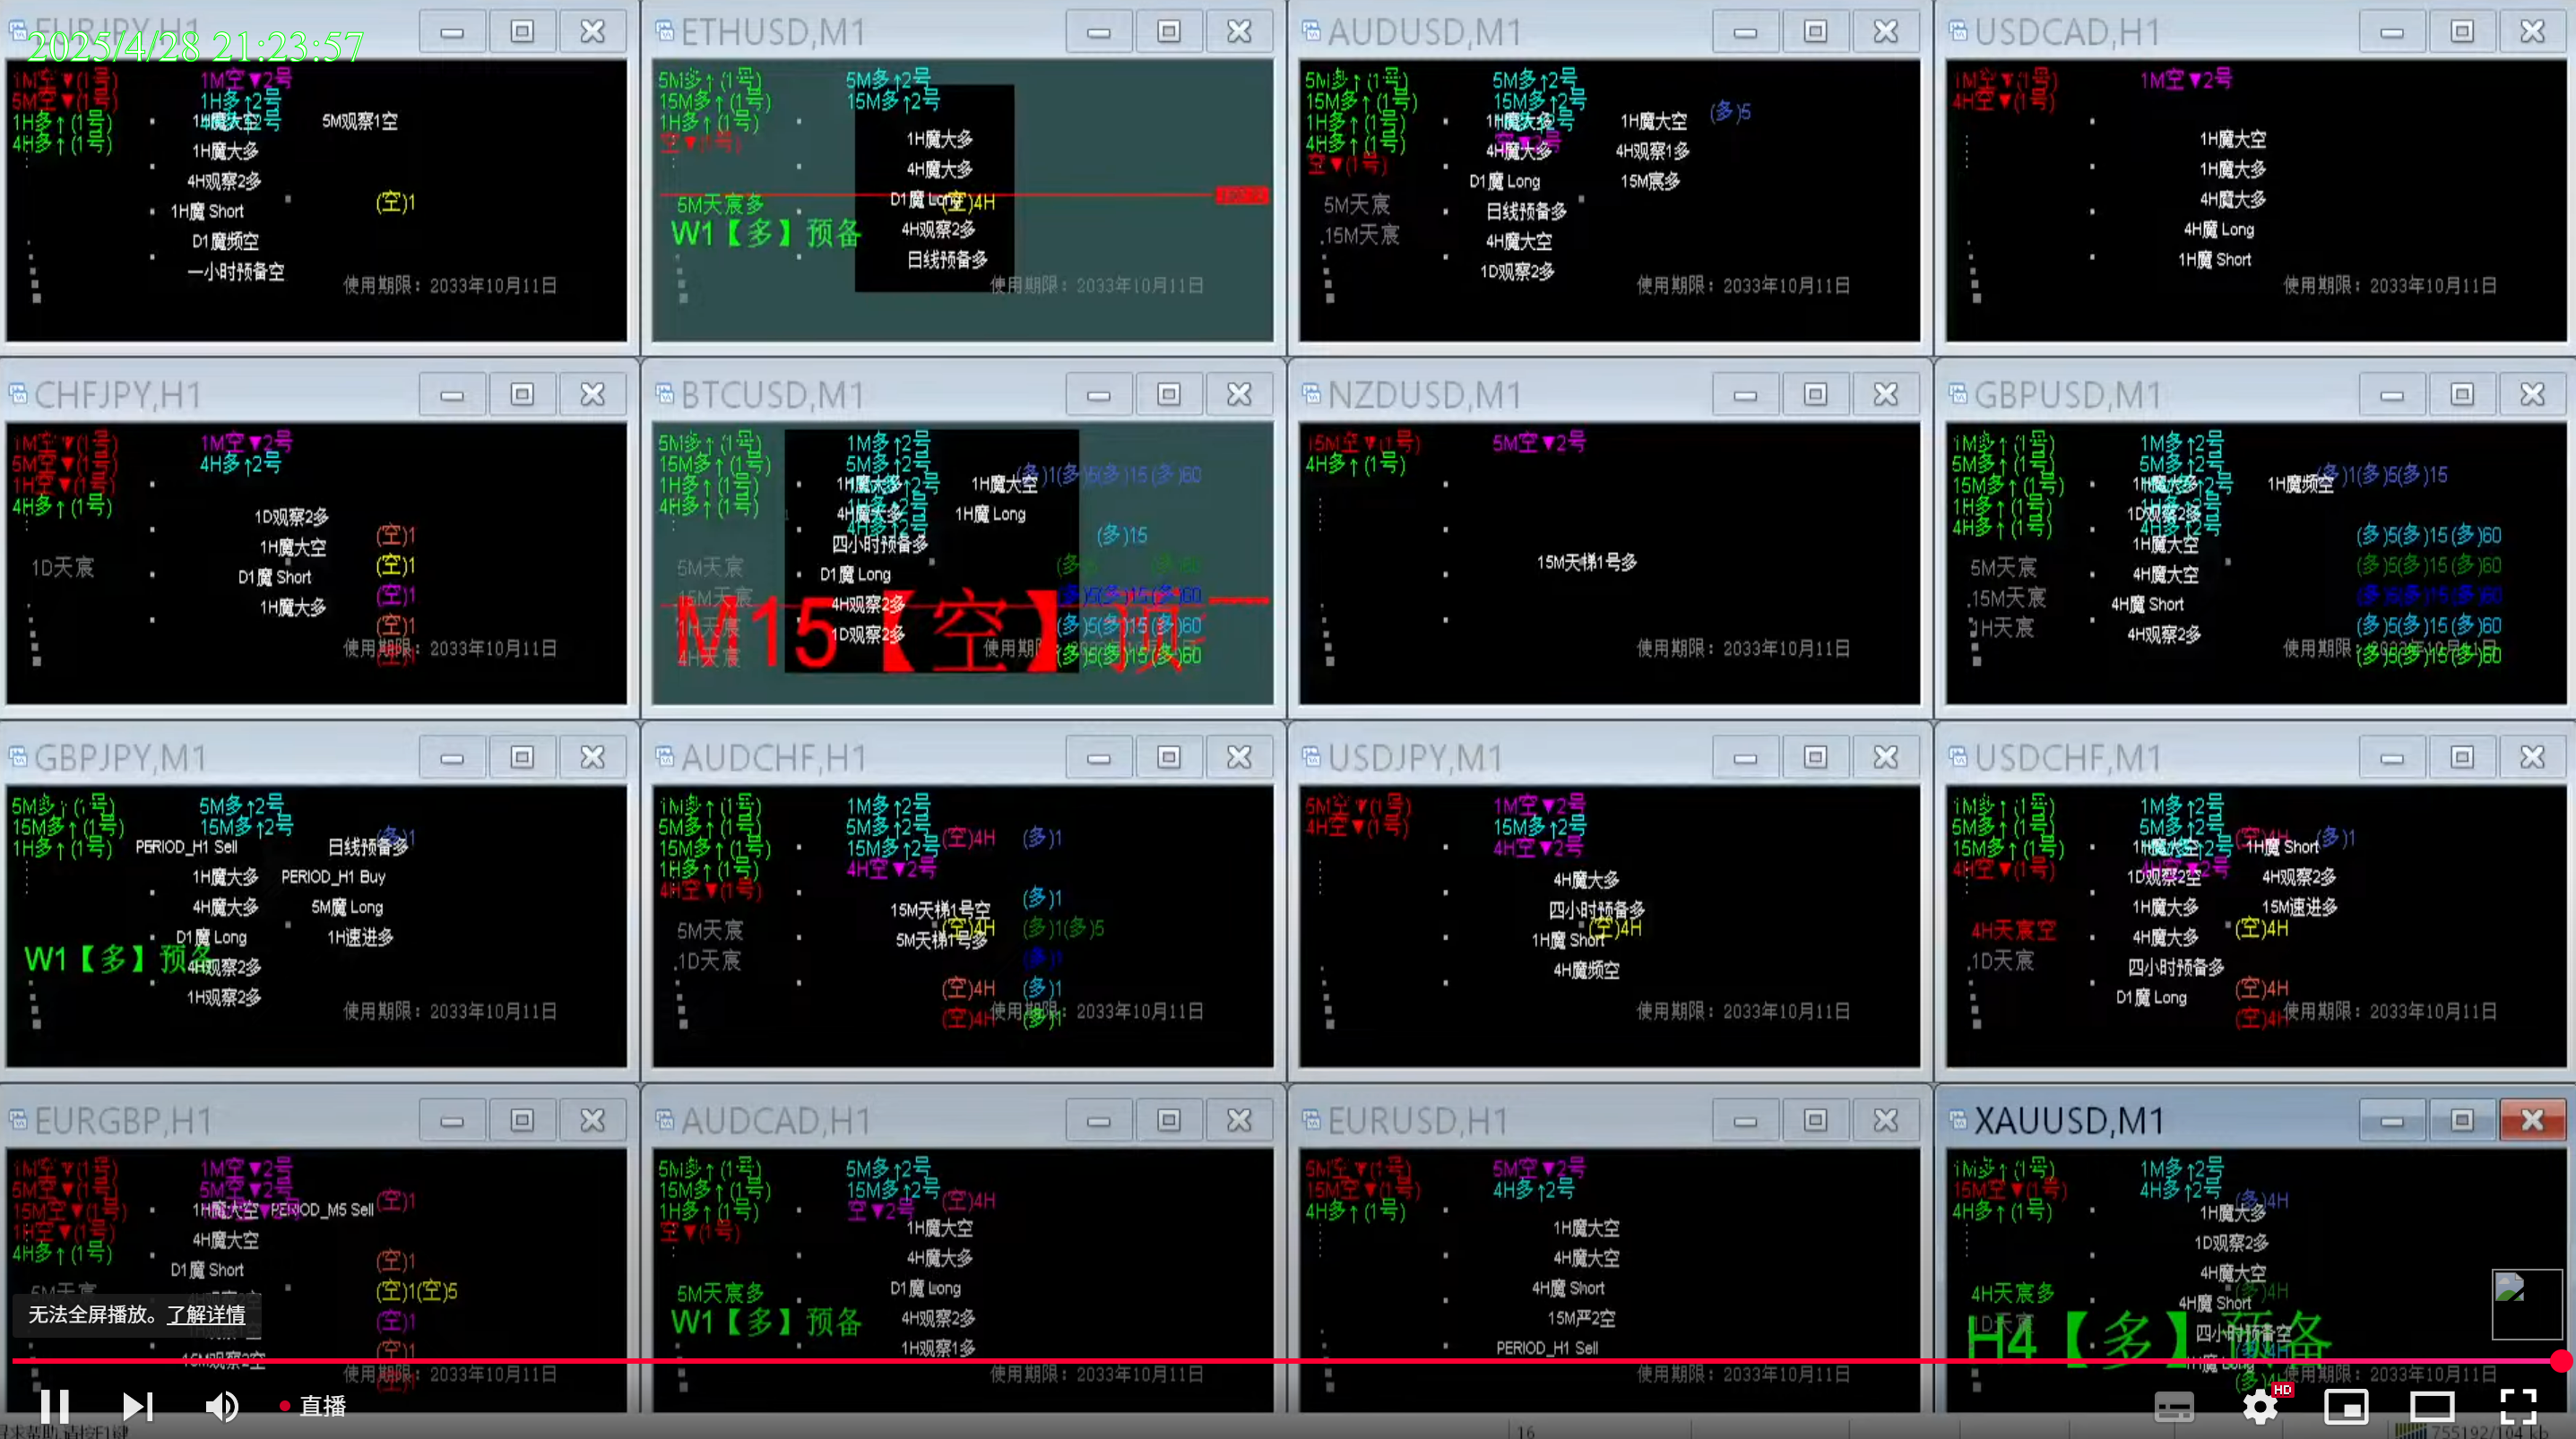 EURJPY,H1
2025/4/28 21:23:57
1M空▼(1号)
5M空▼(1号)
1H多↑(1号)
4H多↑(1号)
1M空▼2号
1H多↑2号
1H魔大空
5M观察1空
1H魔大多
4H观察2多
1H魔 Short
(空)1
D1魔频空
一小时预备空
使用期限：2033年10月11日
ETHUSD,M1
5M多↑(1号)
15M多↑(1号)
1H多↑(1号)
空▼(1号)
5M多↑2号
15M多↑2号
1H魔大多
4H魔大多
D1魔 Long
(空)4H
5M天宸多
W1【多】预备
4H观察2多
日线预备多
使用期限：2033年10月11日
AUDUSD,M1
5M多↑(1号)
15M多↑(1号)
1H多↑(1号)
4H多↑(1号)
空▼(1号)
5M多↑2号
15M多↑2号
(多)5
1H魔大多
1H魔大空
4H魔大多
4H观察1多
D1魔 Long
15M宸多
5M天宸
日线预备多
15M天宸
4H魔大空
1D观察2多
使用期限：2033年10月11日
USDCAD,H1
1M空▼(1号)
4H空▼(1号)
1M空▼2号
1H魔大空
1H魔大多
4H魔大多
4H魔 Long
1H魔 Short
使用期限：2033年10月11日
CHFJPY,H1
1M空▼(1号)
5M空▼(1号)
1H空▼(1号)
4H多↑(1号)
1M空▼2号
4H多↑2号
1D观察2多
(空)1
1H魔大空
(空)1
1D天宸
D1魔 Short
(空)1
1H魔大多
(空)1
使用期限：2033年10月11日
BTCUSD,M1
5M多↑(1号)
15M多↑(1号)
1H多↑(1号)
4H多↑(1号)
1M多↑2号
5M多↑2号
(多)1(多)5(多)15(多)60
1H魔大多
1H魔大空
4H魔大多
1H魔 Long
4H多↑2号
四小时预备多
(多)15
5M天宸
D1魔 Long
15M天宸
4H观察2多
(多)5(多)15(多)60
M15【空】预
1H天宸
1D观察2多
(多)5(多)15(多)60
4H天宸
(多)5(多)15(多)60
NZDUSD,M1
15M空▼(1号)
4H多↑(1号)
5M空▼2号
15M天梯1号多
使用期限：2033年10月11日
GBPUSD,M1
1M多↑(1号)
5M多↑(1号)
15M多↑(1号)
1H多↑(1号)
4H多↑(1号)
1M多↑2号
5M多↑2号
(多)1(多)5(多)15
1H魔大多
1H魔频空
1D观察2多
1H魔大空
(多)5(多)15(多)60
5M天宸
4H魔大空
(多)5(多)15(多)60
15M天宸
4H魔 Short
(多)5(多)15(多)60
1H天宸
4H观察2多
(多)5(多)15(多)60
(多)5(多)15(多)60
GBPJPY,M1
5M多↑(1号)
15M多↑(1号)
1H多↑(1号)
5M多↑2号
15M多↑2号
(多)1
PERIOD_H1 Sell
日线预备多
1H魔大多
PERIOD_H1 Buy
4H魔大多
5M魔 Long
D1魔 Long
1H速进多
W1【多】预备
4H观察2多
1H观察2多
使用期限：2033年10月11日
AUDCHF,H1
1M多↑(1号)
5M多↑(1号)
15M多↑(1号)
1H多↑(1号)
4H空▼(1号)
1M多↑2号
5M多↑2号
15M多↑2号
4H空▼2号
(空)4H
(多)1
15M天梯1号空
(多)1
5M天宸
(空)4H
(多)1(多)5
5M天梯1号多
1D天宸
(多)1
(空)4H
(多)1
(空)4H
(多)1
使用期限：2033年10月11日
USDJPY,M1
5M空▼(1号)
4H空▼(1号)
1M空▼2号
15M多↑2号
4H空▼2号
4H魔大多
四小时预备多
(空)4H
1H魔 Short
4H魔频空
使用期限：2033年10月11日
USDCHF,M1
1M多↑(1号)
5M多↑(1号)
15M多↑(1号)
4H空▼(1号)
1M多↑2号
5M多↑2号
(空)4H
(多)1
1H魔大空
1H魔 Short
1D观察2空
4H观察2多
1H魔大多
15M速进多
4H天宸空
4H魔大多
(空)4H
1D天宸
四小时预备多
D1魔 Long
(空)4H
(空)4H
使用期限：2033年10月11日
EURGBP,H1
1M空▼(1号)
5M空▼(1号)
15M空▼(1号)
1H空▼(1号)
4H多↑(1号)
1M空▼2号
5M空▼2号
(空)1
1H魔大空
PERIOD_M5 Sell
4H魔大空
D1魔 Short
(空)1
5M天宸
(空)1(空)5
(空)1
(空)1
15M观察2空
使用期限：2033年10月11日
AUDCAD,H1
5M多↑(1号)
15M多↑(1号)
1H多↑(1号)
空▼(1号)
5M多↑2号
15M多↑2号
空▼2号
(空)4H
1H魔大空
4H魔大多
D1魔 Long
5M天宸多
W1【多】预备
4H观察2多
1H观察1多
使用期限：2033年10月11日
EURUSD,H1
5M空▼(1号)
15M空▼(1号)
4H多↑(1号)
5M空▼2号
4H多↑2号
1H魔大空
4H魔大空
4H魔 Short
15M严2空
PERIOD_H1 Sell
使用期限：2033年10月11日
XAUUSD,M1
1M多↑(1号)
15M空▼(1号)
4H多↑(1号)
1M多↑2号
4H多↑2号
(多)4H
1H魔大多
1D观察2多
4H魔大空
4H天宸多
(多)4H
4H魔 Short
1D天宸
H4【多】预备
四小时预备空
(多)4H
使用期限：2033年10月11日
无法全屏播放。了解详情
直播
HD
16
755192/104 kb